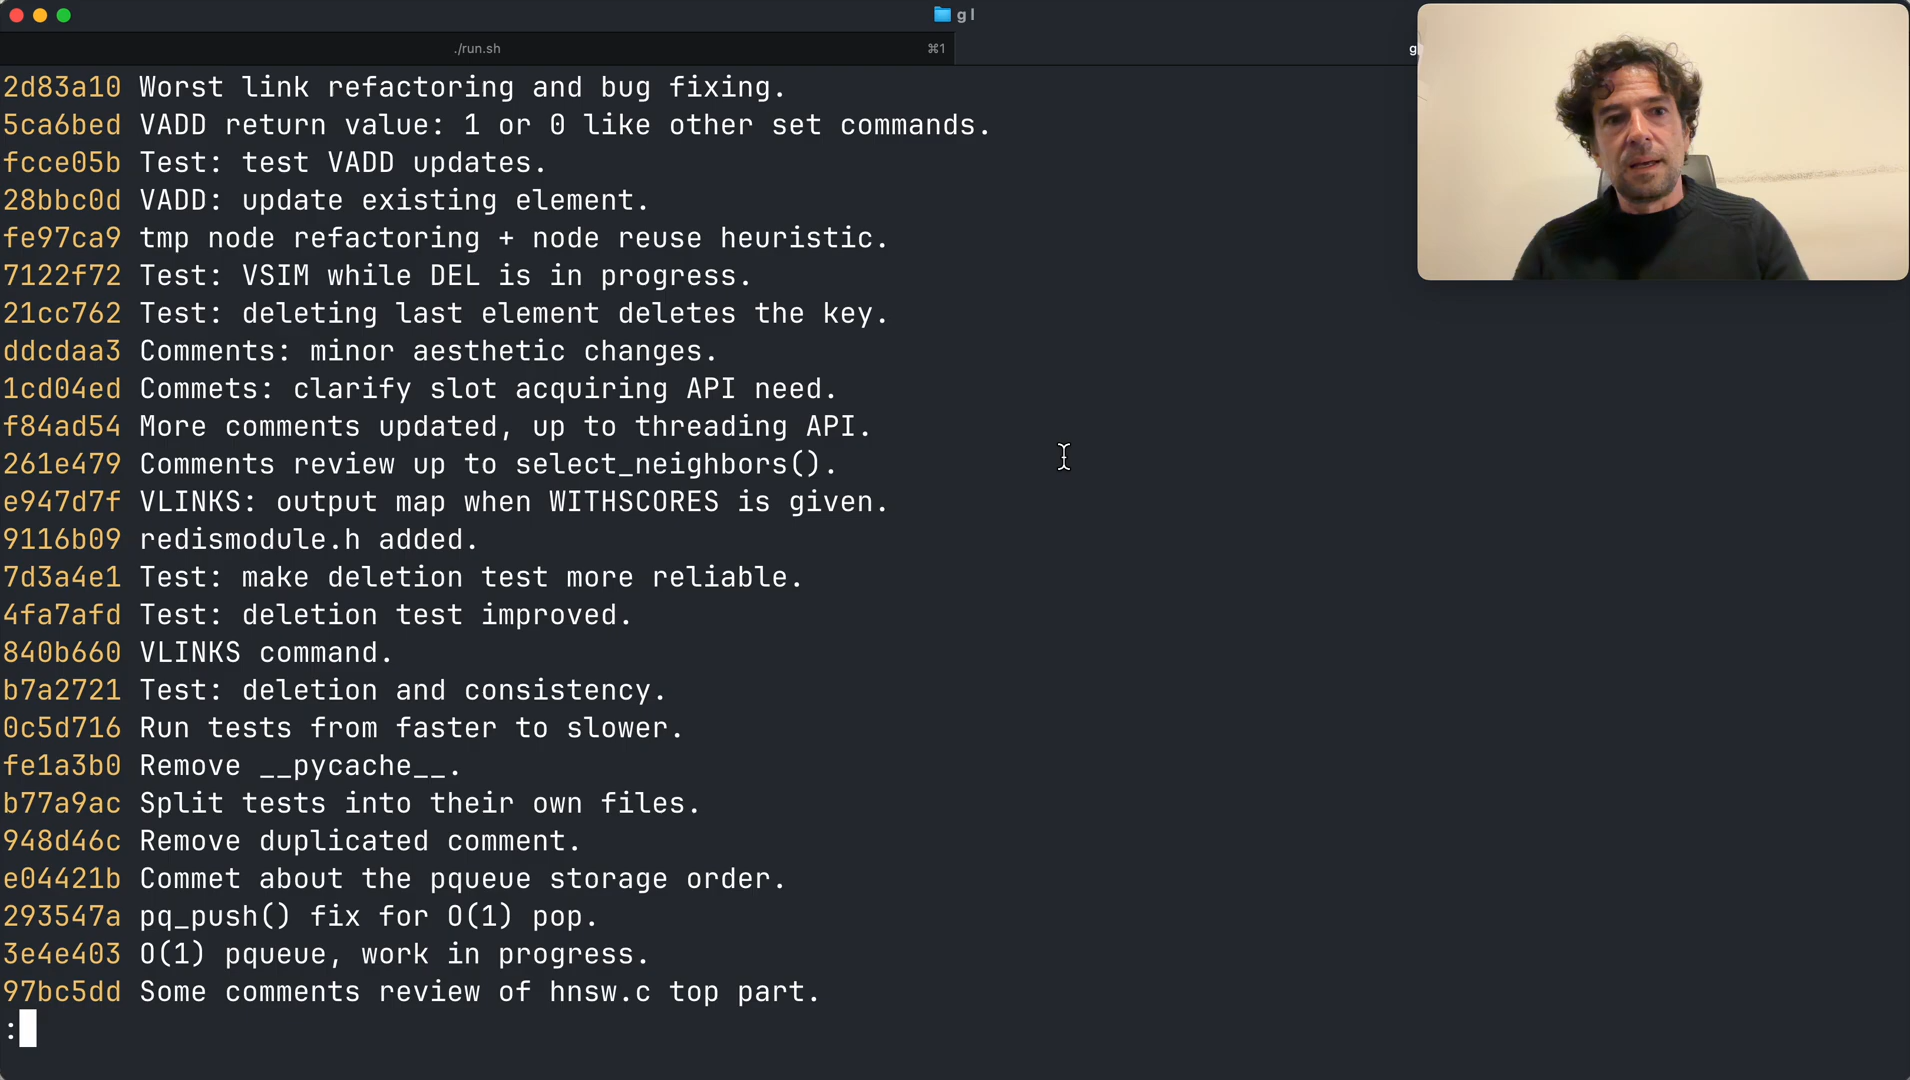 g l
./run.sh
⌘1
g
2d83a10 Worst link refactoring and bug fixing.
5ca6bed VADD return value: 1 or 0 like other set commands.
fcce05b Test: test VADD updates.
28bbc0d VADD: update existing element.
fe97ca9 tmp node refactoring + node reuse heuristic.
7122f72 Test: VSIM while DEL is in progress.
21cc762 Test: deleting last element deletes the key.
ddcdaa3 Comments: minor aesthetic changes.
1cd04ed Commets: clarify slot acquiring API need.
f84ad54 More comments updated, up to threading API.
261e479 Comments review up to select_neighbors().
e947d7f VLINKS: output map when WITHSCORES is given.
9116b09 redismodule.h added.
7d3a4e1 Test: make deletion test more reliable.
4fa7afd Test: deletion test improved.
840b660 VLINKS command.
b7a2721 Test: deletion and consistency.
0c5d716 Run tests from faster to slower.
fe1a3b0 Remove __pycache__.
b77a9ac Split tests into their own files.
948d46c Remove duplicated comment.
e04421b Commet about the pqueue storage order.
293547a pq_push() fix for O(1) pop.
3e4e403 O(1) pqueue, work in progress.
97bc5dd Some comments review of hnsw.c top part.
: